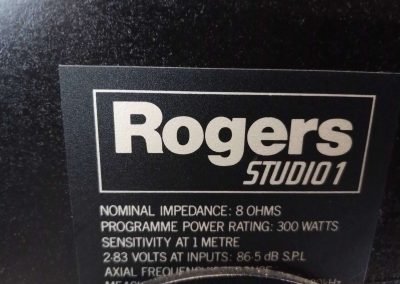 Rogers
STUDIO 1
NOMINAL IMPEDANCE: 8 OHMS
PROGRAMME POWER RATING: 300 WATTS
SENSITIVITY AT 1 METRE
2·83 VOLTS AT INPUTS: 86·5 dB S.P.L
AXIAL